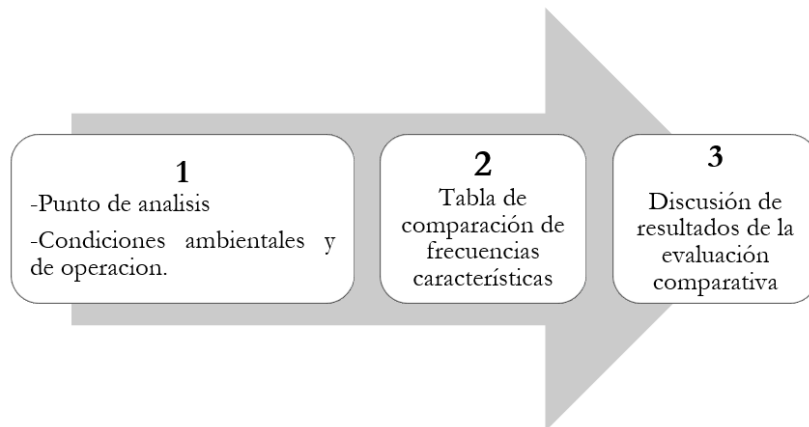 1
-Punto de analisis
-Condiciones ambientales y
de operacion.
2
Tabla de
comparación de
frecuencias
características
3
Discusión de
resultados de la
evaluación
comparativa